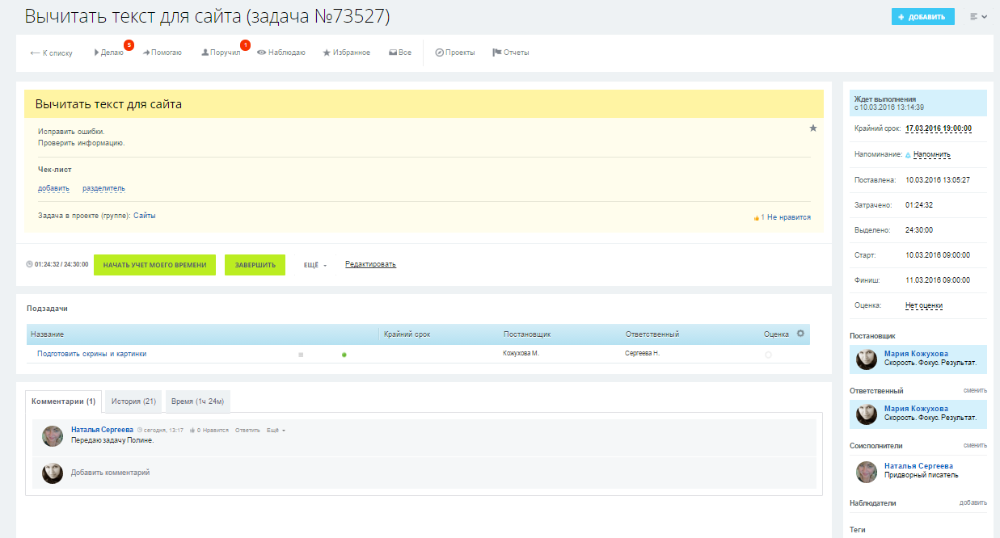 Вычитать текст для сайта (задача №73527)
ДОБАВИТЬ
К списку Делаю 5 Помогаю Поручил 1 Наблюдаю Избранное Все Проекты Отчеты
Вычитать текст для сайта
Исправить ошибки.
Проверить информацию.
Чек-лист
добавить разделитель
Задача в проекте (группе): Сайты
1 Не нравится
01:24:32 / 24:30:00 НАЧАТЬ УЧЕТ МОЕГО ВРЕМЕНИ ЗАВЕРШИТЬ ЕЩЁ Редактировать
Подзадачи
Название Крайний срок Постановщик Ответственный Оценка
Подготовить скрины и картинки Кожухова М. Сергеева Н.
Комментарии (1) История (21) Время (1ч 24м)
Наталья Сергеева сегодня, 13:17 0 Нравится Ответить Ещё
Передаю задачу Полине.
Добавить комментарий
Ждет выполнения
с 10.03.2016 13:14:39
Крайний срок: 17.03.2016 19:00:00
Напоминание: Напомнить
Поставлена: 10.03.2016 13:05:27
Затрачено: 01:24:32
Выделено: 24:30:00
Старт: 10.03.2016 09:00:00
Финиш: 11.03.2016 09:00:00
Оценка: Нет оценки
Постановщик
Мария Кожухова
Скорость. Фокус. Результат.
Ответственный сменить
Мария Кожухова
Скорость. Фокус. Результат.
Соисполнители сменить
Наталья Сергеева
Придворный писатель
Наблюдатели добавить
Теги